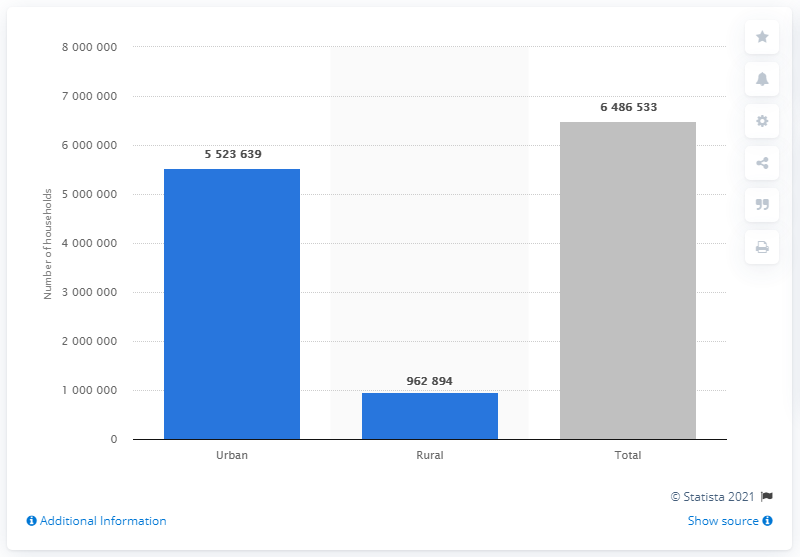 8 000 000
7 000 000
6 000 000
5 000 000
4 000 000
3 000 000
2 000 000
1 000 000
0
Number of households
5 523 639
962 894
6 486 533
Urban
Rural
Total
© Statista 2021
Additional Information
Show source